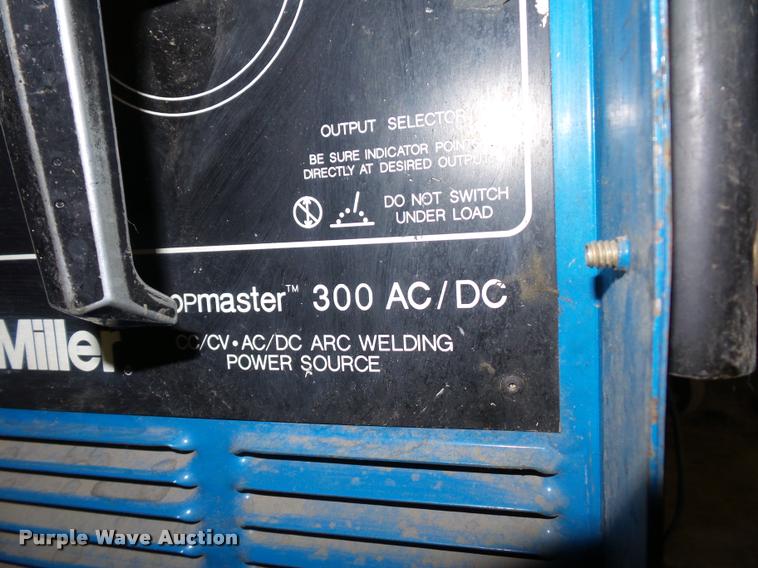 OUTPUT SELECTOR
BE SURE INDICATOR POINTS
DIRECTLY AT DESIRED OUTPUT
DO NOT SWITCH
UNDER LOAD
opmaster™ 300 AC/DC
Miller®
CC/CV•AC/DC ARC WELDING
POWER SOURCE
Purple Wave Auction